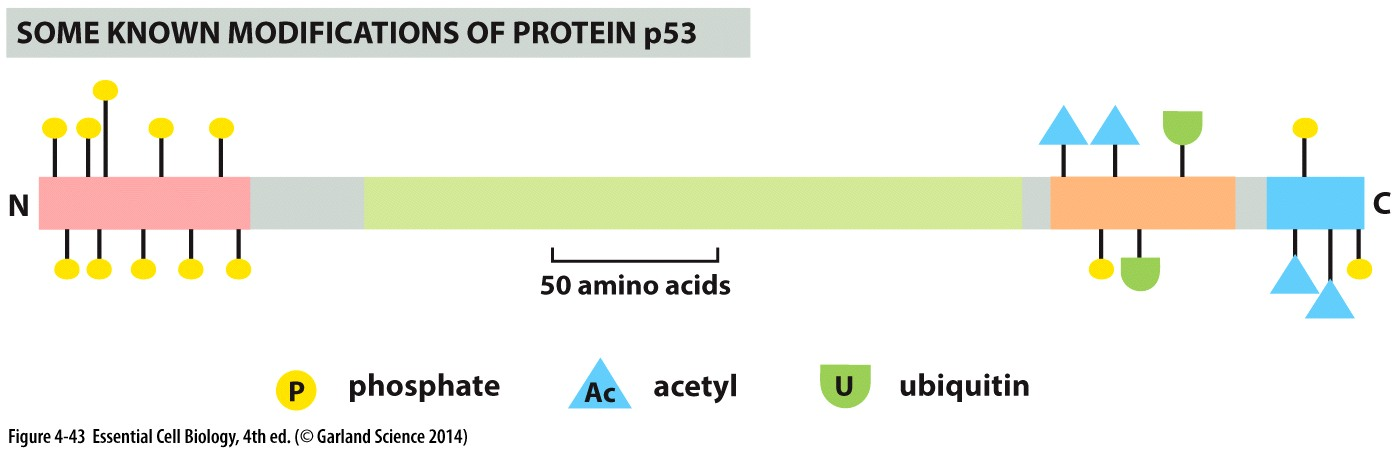 SOME KNOWN MODIFICATIONS OF PROTEIN p53
N
C
50 amino acids
P phosphate Ac acetyl U ubiquitin
Figure 4-43 Essential Cell Biology, 4th ed. (© Garland Science 2014)